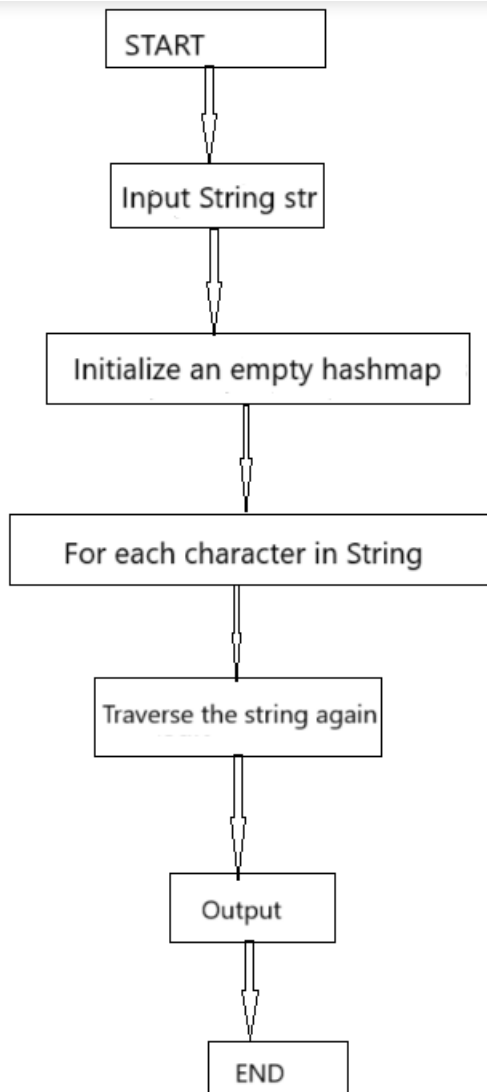 START
Input String str
Initialize an empty hashmap
For each character in String
Traverse the string again
Output
END